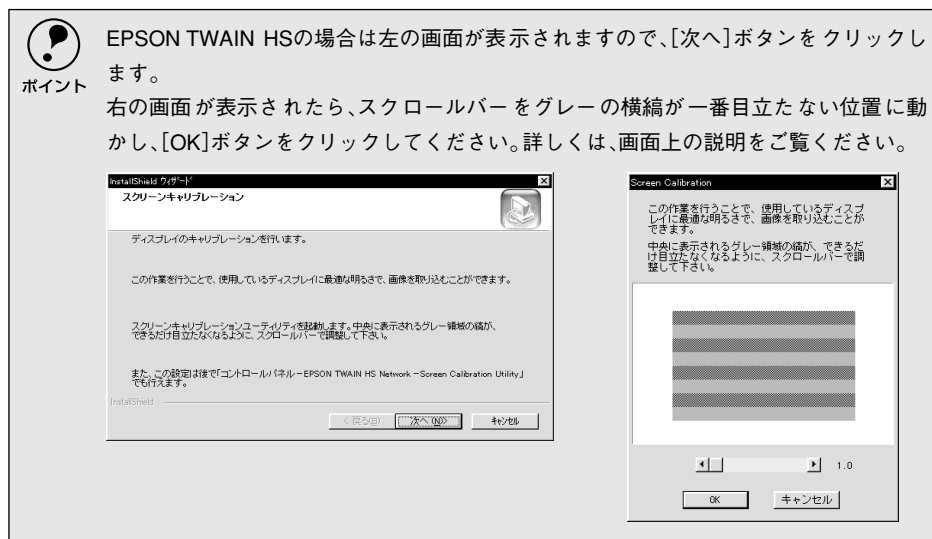 ポイント
EPSON TWAIN HSの場合は左の画面が表示されますので、[次へ]ボタンをクリックし
ます。
右の画面が表示されたら、スクロールバーをグレーの横縞が一番目立たない位置に動
かし、[OK]ボタンをクリックしてください。詳しくは、画面上の説明をご覧ください。
InstallShield ウィザード
スクリーンキャリブレーション
ディスプレイのキャリブレーションを行います。
この作業を行うことで、使用しているディスプレイに最適な明るさで、画像を取り込むことができます。
スクリーンキャリブレーションユーティリティを起動します。中央に表示されるグレー領域の縞が、
できるだけ目立たなくなるように、スクロールバーで調整して下さい。
また、この設定は後で「コントロールパネル－EPSON TWAIN HS Network－Screen Calibration Utility」
でも行えます。
InstallShield
< 戻る(B)
次へ(N)>
キャンセル
Screen Calibration
この作業を行うことで、使用しているディスプ
レイに最適な明るさで、画像を取り込むことが
できます。
中央に表示されるグレー領域の縞が、できるだ
け目立たなくなるように、スクロールバーで調
整して下さい。
1.0
OK
キャンセル